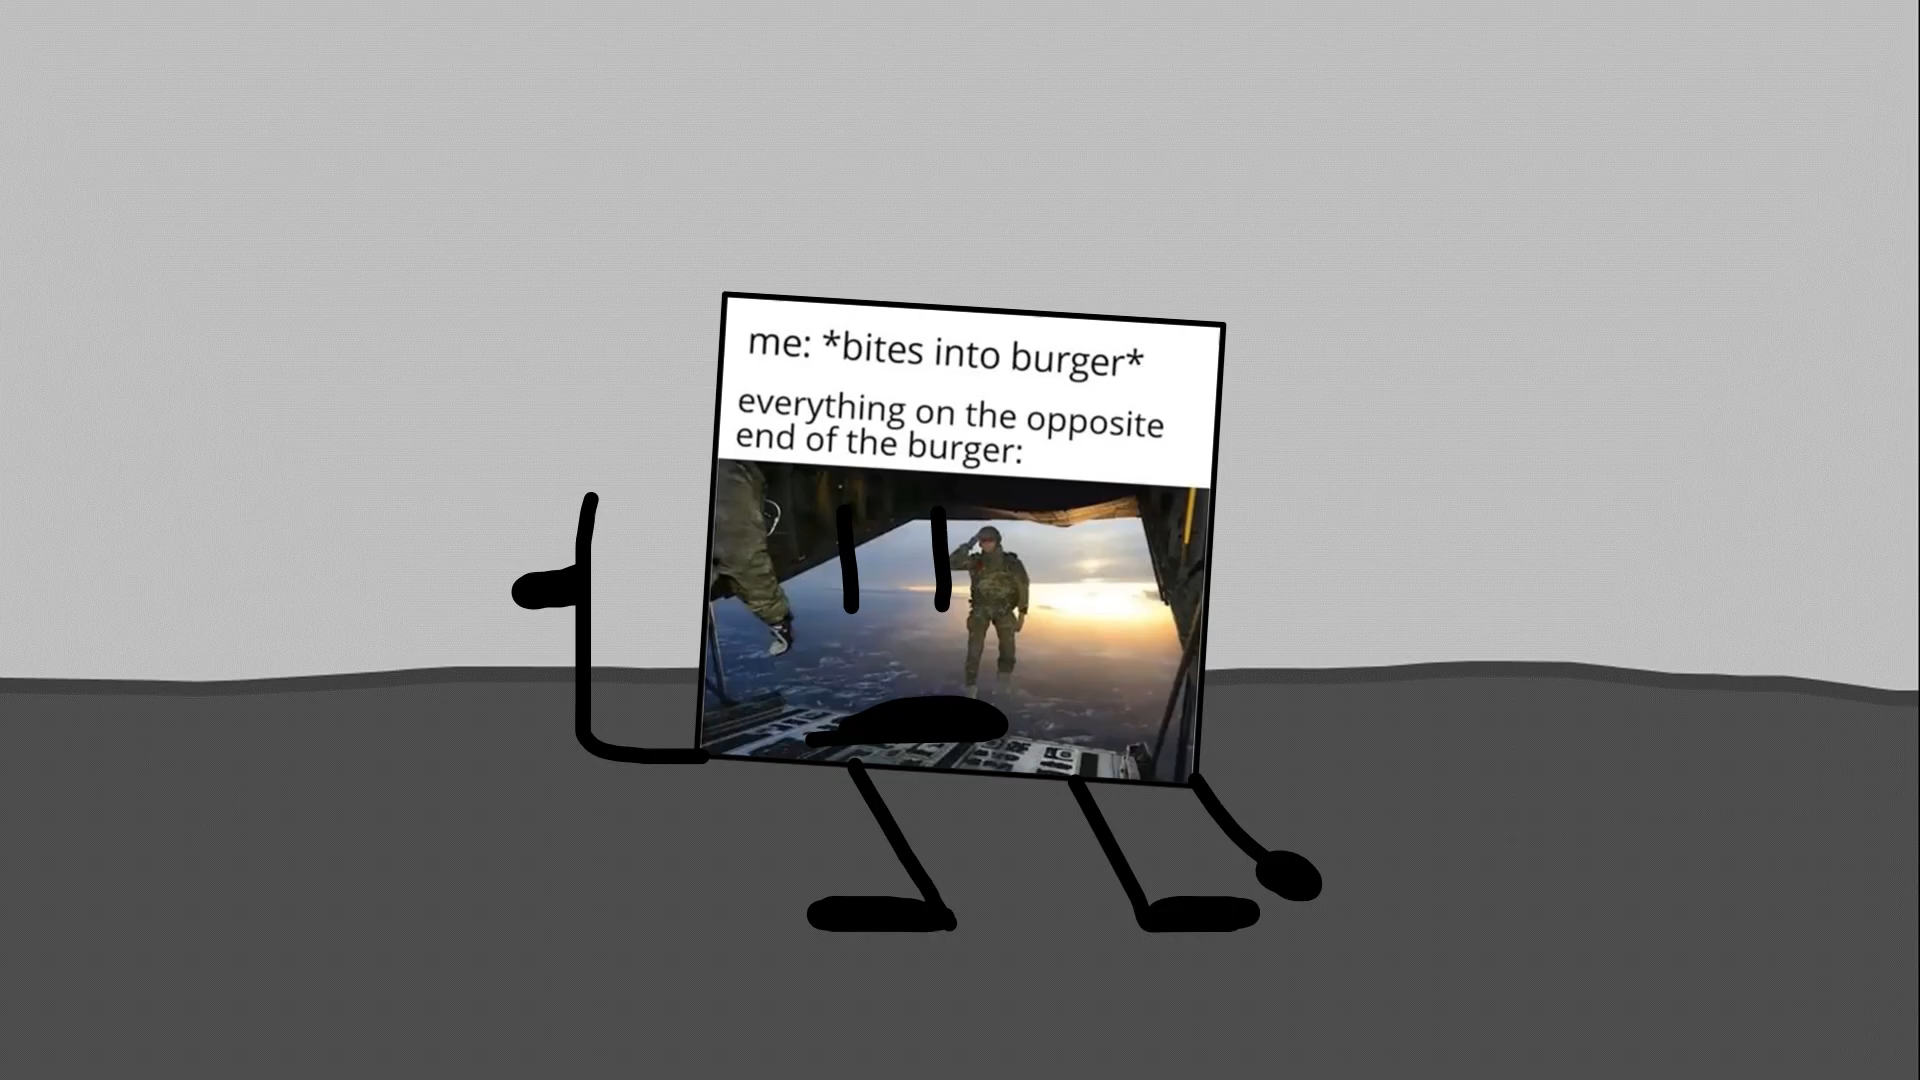 me: *bites into burger*
everything on the opposite
end of the burger: